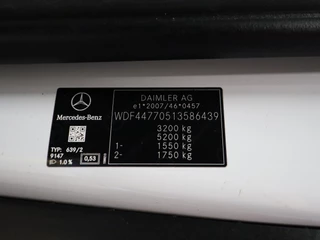 DAIMLER AG
e1*2007/46*0457
WDF44770513586439
3200 kg
5200 kg
1- 1550 kg
2- 1750 kg
Mercedes-Benz
TYP: 639/2
9147
1.0 % 0,53